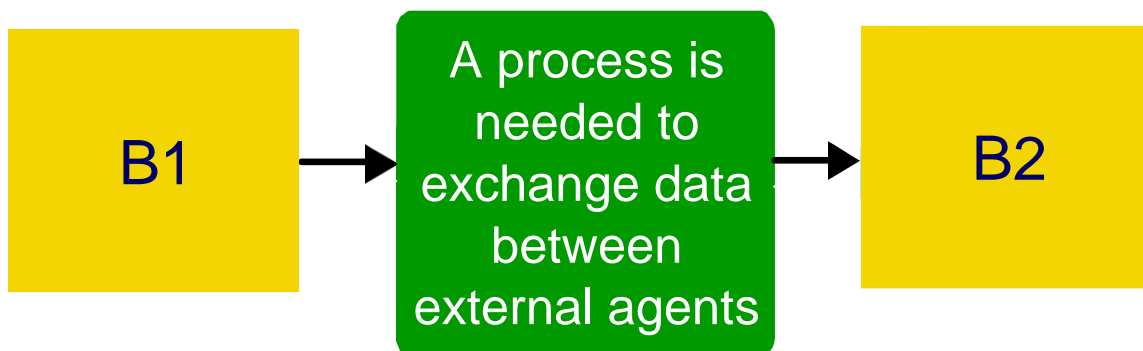 B1
A process is
needed to
exchange data
between
external agents
B2